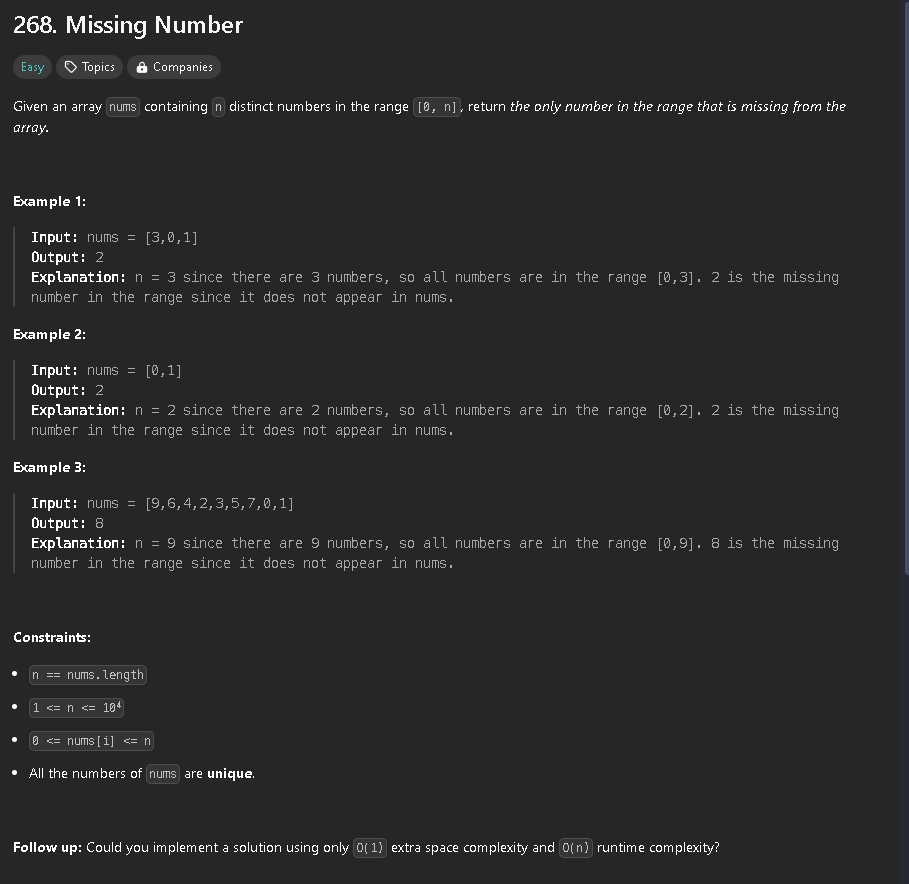 268. Missing Number
Easy Topics Companies
Given an array nums containing n distinct numbers in the range [0, n], return the only number in the range that is missing from the
array.
Example 1:
Input: nums = [3,0,1]
Output: 2
Explanation: n = 3 since there are 3 numbers, so all numbers are in the range [0,3]. 2 is the missing
number in the range since it does not appear in nums.
Example 2:
Input: nums = [0,1]
Output: 2
Explanation: n = 2 since there are 2 numbers, so all numbers are in the range [0,2]. 2 is the missing
number in the range since it does not appear in nums.
Example 3:
Input: nums = [9,6,4,2,3,5,7,0,1]
Output: 8
Explanation: n = 9 since there are 9 numbers, so all numbers are in the range [0,9]. 8 is the missing
number in the range since it does not appear in nums.
Constraints:
• n == nums.length
• 1 <= n <= 10⁴
• 0 <= nums[i] <= n
• All the numbers of nums are unique.
Follow up: Could you implement a solution using only O(1) extra space complexity and O(n) runtime complexity?